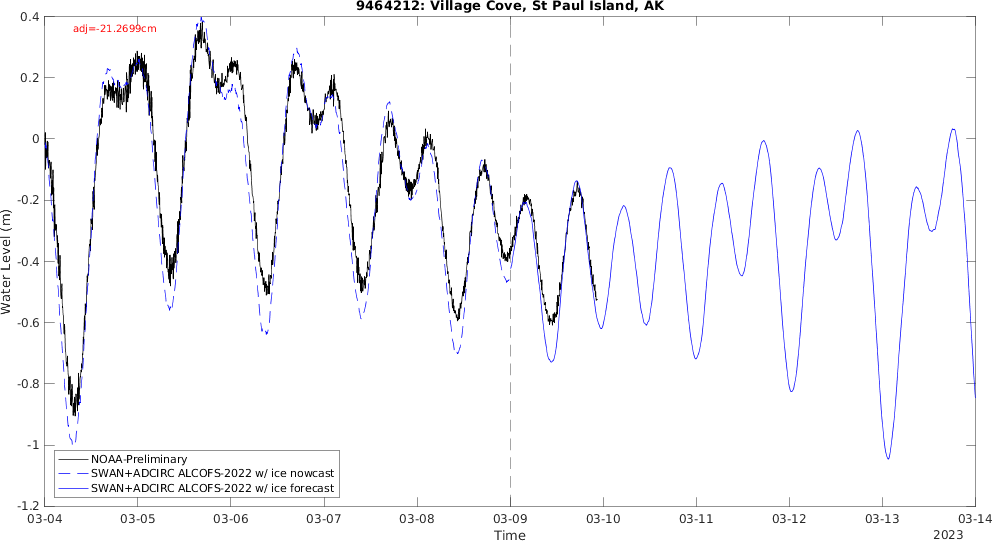 9464212: Village Cove, St Paul Island, AK
adj=-21.2699cm
0.4
0.2
0
-0.2
-0.4
-0.6
-0.8
-1
-1.2
Water Level (m)
NOAA-Preliminary
SWAN+ADCIRC ALCOFS-2022 w/ ice nowcast
SWAN+ADCIRC ALCOFS-2022 w/ ice forecast
03-04 03-05 03-06 03-07 03-08 03-09 03-10 03-11 03-12 03-13 03-14
Time
2023